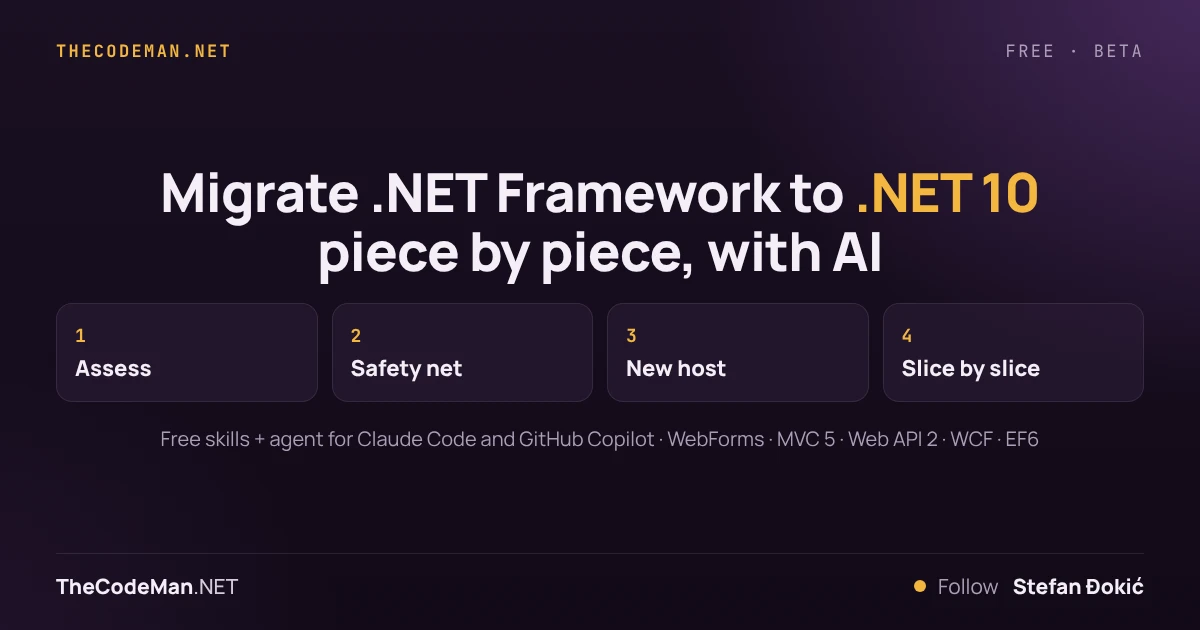 THECODEMAN.NET
FREE · BETA
Migrate .NET Framework to .NET 10
piece by piece, with AI
1
Assess
2
Safety net
3
New host
4
Slice by slice
Free skills + agent for Claude Code and GitHub Copilot · WebForms · MVC 5 · Web API 2 · WCF · EF6
TheCodeMan.NET
Follow Stefan Đokić